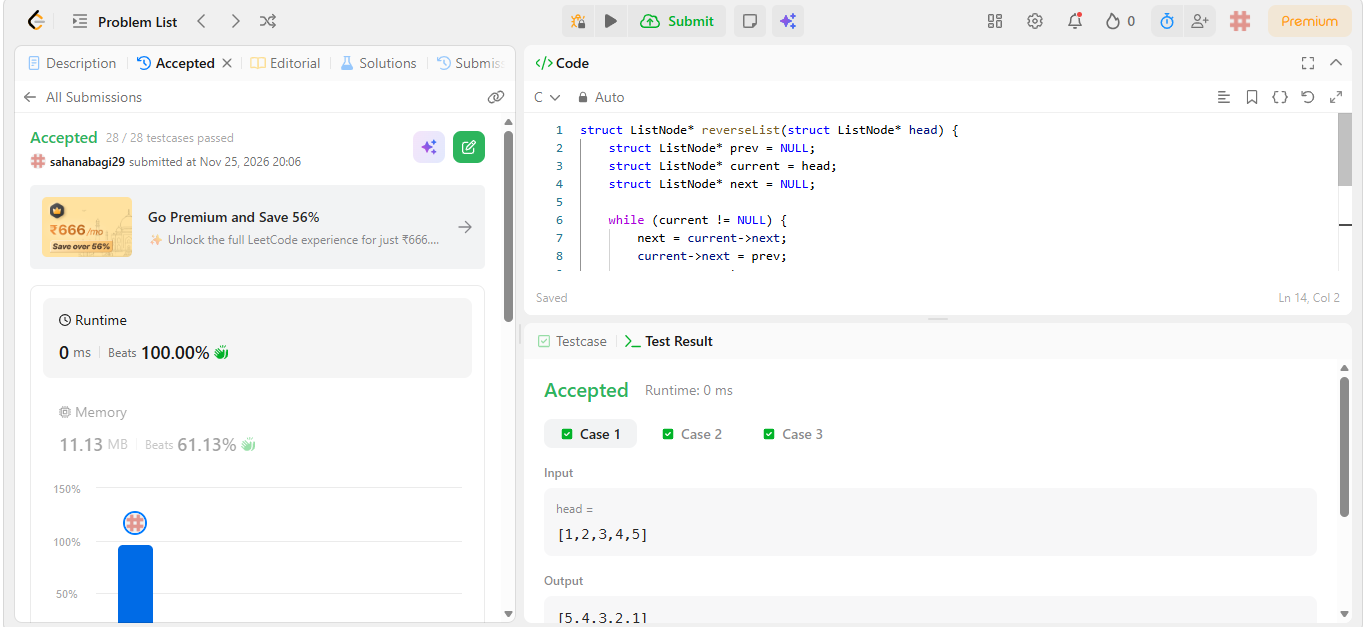 Problem List
Submit
0
Premium
Description
Accepted
Editorial
Solutions
Submis
All Submissions
Accepted 28 / 28 testcases passed
sahanabagi29 submitted at Nov 25, 2026 20:06
₹666 /mo
Save over 56%
Go Premium and Save 56%
Unlock the full LeetCode experience for just ₹666....
Runtime
0 ms Beats 100.00%
Memory
11.13 MB Beats 61.13%
150%
100%
50%
</> Code
C Auto
1 struct ListNode* reverseList(struct ListNode* head) {
2 struct ListNode* prev = NULL;
3 struct ListNode* current = head;
4 struct ListNode* next = NULL;
5
6 while (current != NULL) {
7 next = current->next;
8 current->next = prev;
Saved
Ln 14, Col 2
Testcase
Test Result
Accepted Runtime: 0 ms
Case 1
Case 2
Case 3
Input
head =
[1,2,3,4,5]
Output
[5,4,3,2,1]